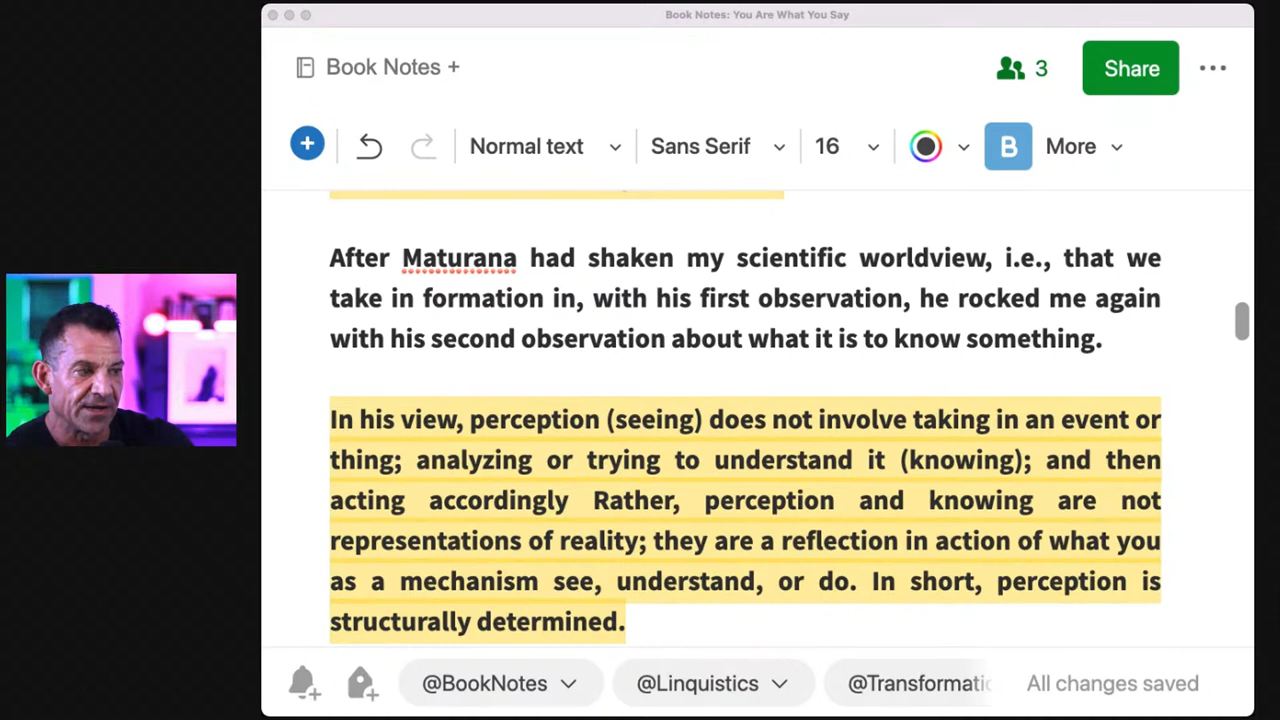 Book Notes: You Are What You Say
Book Notes +
3
Share
Normal text
Sans Serif
16
B
More
After Maturana had shaken my scientific worldview, i.e., that we
take in formation in, with his first observation, he rocked me again
with his second observation about what it is to know something.
In his view, perception (seeing) does not involve taking in an event or
thing; analyzing or trying to understand it (knowing); and then
acting accordingly Rather, perception and knowing are not
representations of reality; they are a reflection in action of what you
as a mechanism see, understand, or do. In short, perception is
structurally determined.
@BookNotes
@Linquistics
@Transformatic
All changes saved